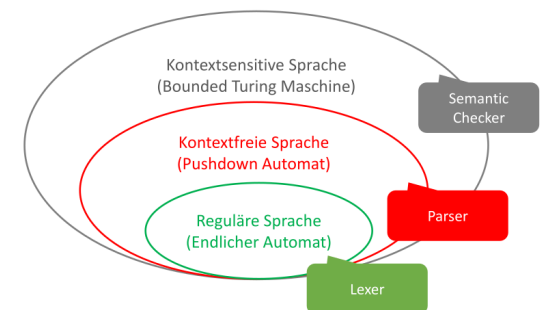 Kontextsensitive Sprache
(Bounded Turing Maschine)
Semantic
Checker
Kontextfreie Sprache
(Pushdown Automat)
Parser
Reguläre Sprache
(Endlicher Automat)
Lexer